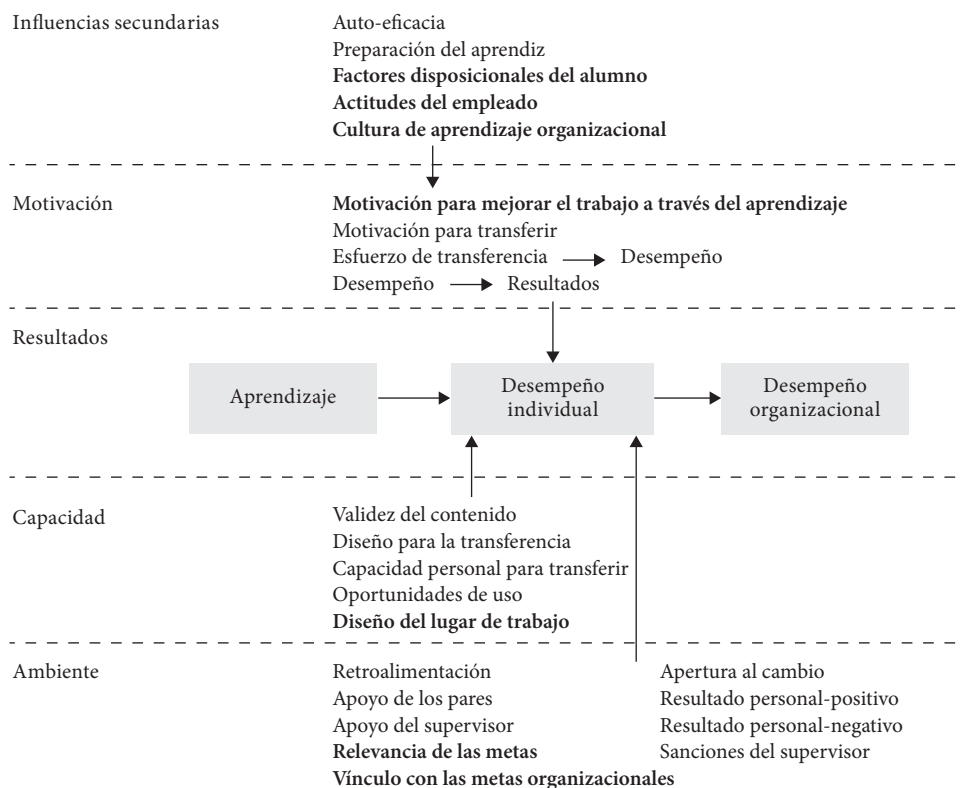 Influencias secundarias
Auto-eficacia
Preparación del aprendiz
Factores disposicionales del alumno
Actitudes del empleado
Cultura de aprendizaje organizacional
Motivación
Motivación para mejorar el trabajo a través del aprendizaje
Motivación para transferir
Esfuerzo de transferencia
Desempeño
Desempeño
Resultados
Resultados
Aprendizaje
Desempeño
individual
Desempeño
organizacional
Capacidad
Validez del contenido
Diseño para la transferencia
Capacidad personal para transferir
Oportunidades de uso
Diseño del lugar de trabajo
Ambiente
Retroalimentación
Apoyo de los pares
Apoyo del supervisor
Relevancia de las metas
Vínculo con las metas organizacionales
Apertura al cambio
Resultado personal-positivo
Resultado personal-negativo
Sanciones del supervisor